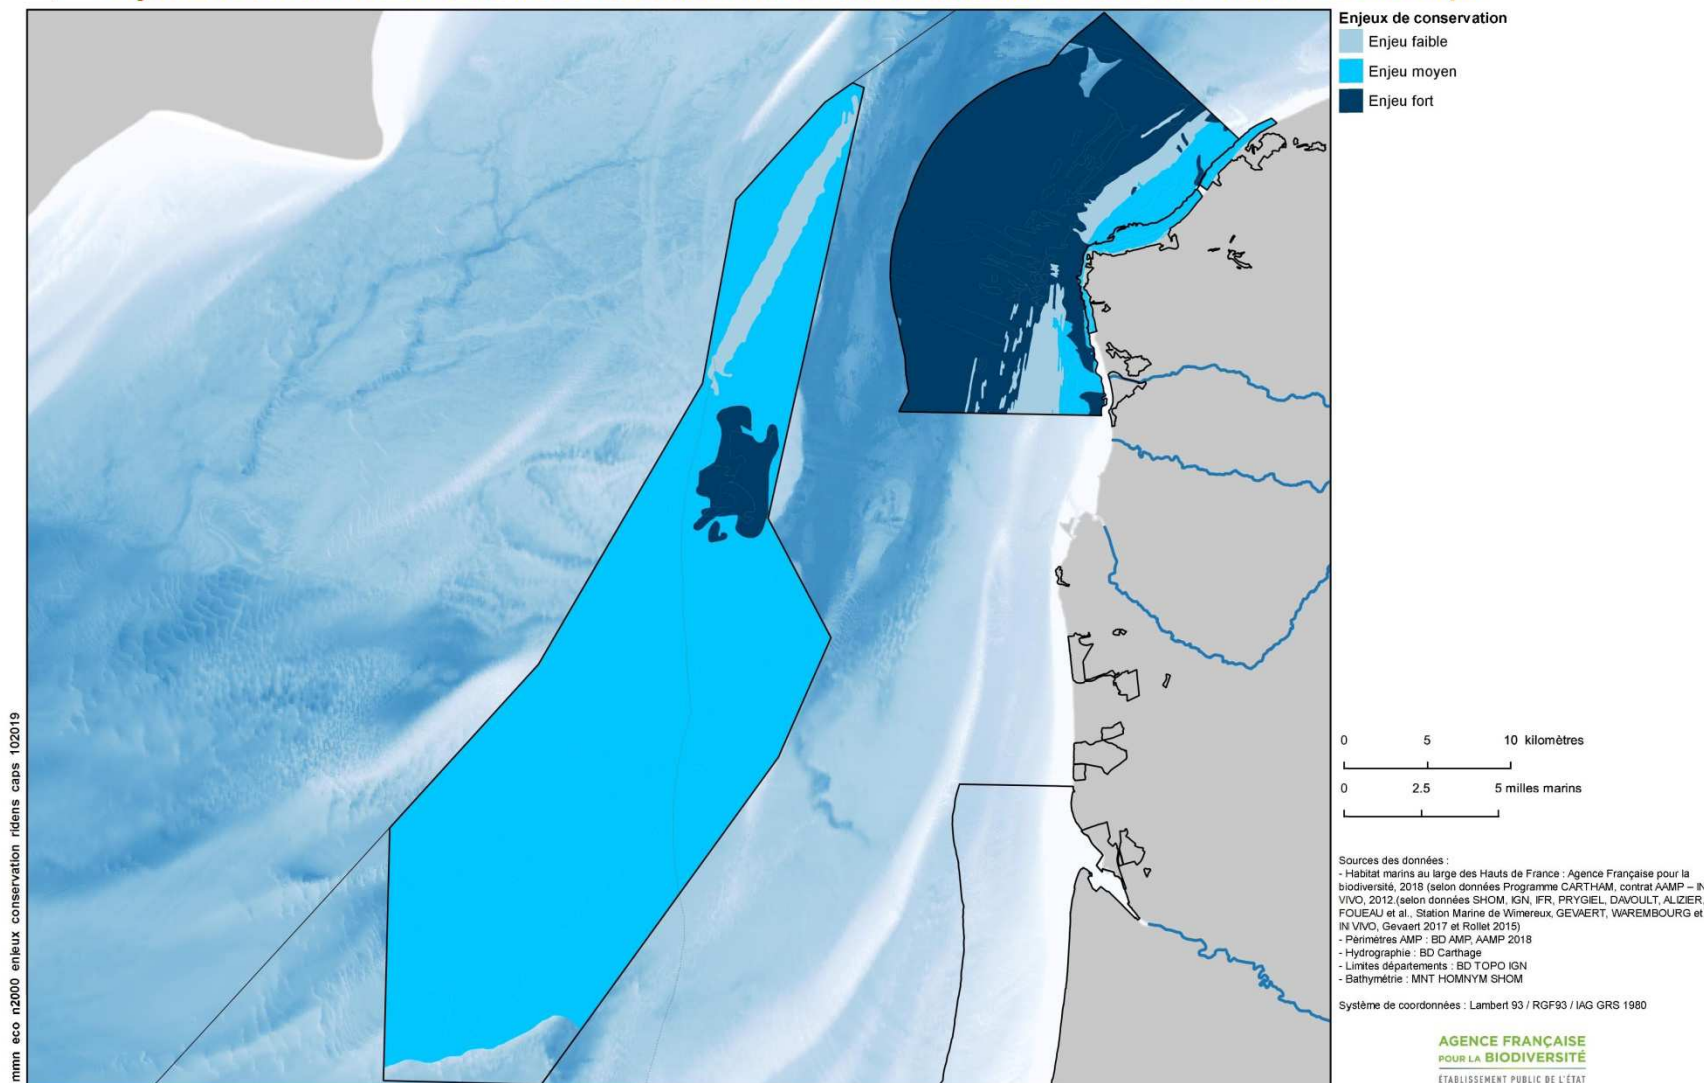 Enjeux de conservation
Enjeu faible
Enjeu moyen
Enjeu fort
0 5 10 kilomètres
0 2.5 5 milles marins
Sources des données :
- Habitat marins au large des Hauts de France : Agence Française pour la
biodiversité, 2018 (selon données Programme CARTHAM, contrat AAMP – IN
VIVO, 2012.(selon données SHOM, IGN, IFR, PRYGIEL, DAVOULT, ALIZIER,
FOUEAU et al., Station Marine de Wimereux, GEVAERT, WAREMBOURG et
IN VIVO, Gevaert 2017 et Rollet 2015)
- Périmètres AMP : BD AMP, AAMP 2018
- Hydrographie : BD Carthage
- Limites départements : BD TOPO IGN
- Bathymétrie : MNT HOMNYM SHOM
Système de coordonnées : Lambert 93 / RGF93 / IAG GRS 1980
AGENCE FRANÇAISE
POUR LA BIODIVERSITÉ
ÉTABLISSEMENT PUBLIC DE L'ÉTAT
mmn eco n2000 enjeux conservation ridens caps 102019